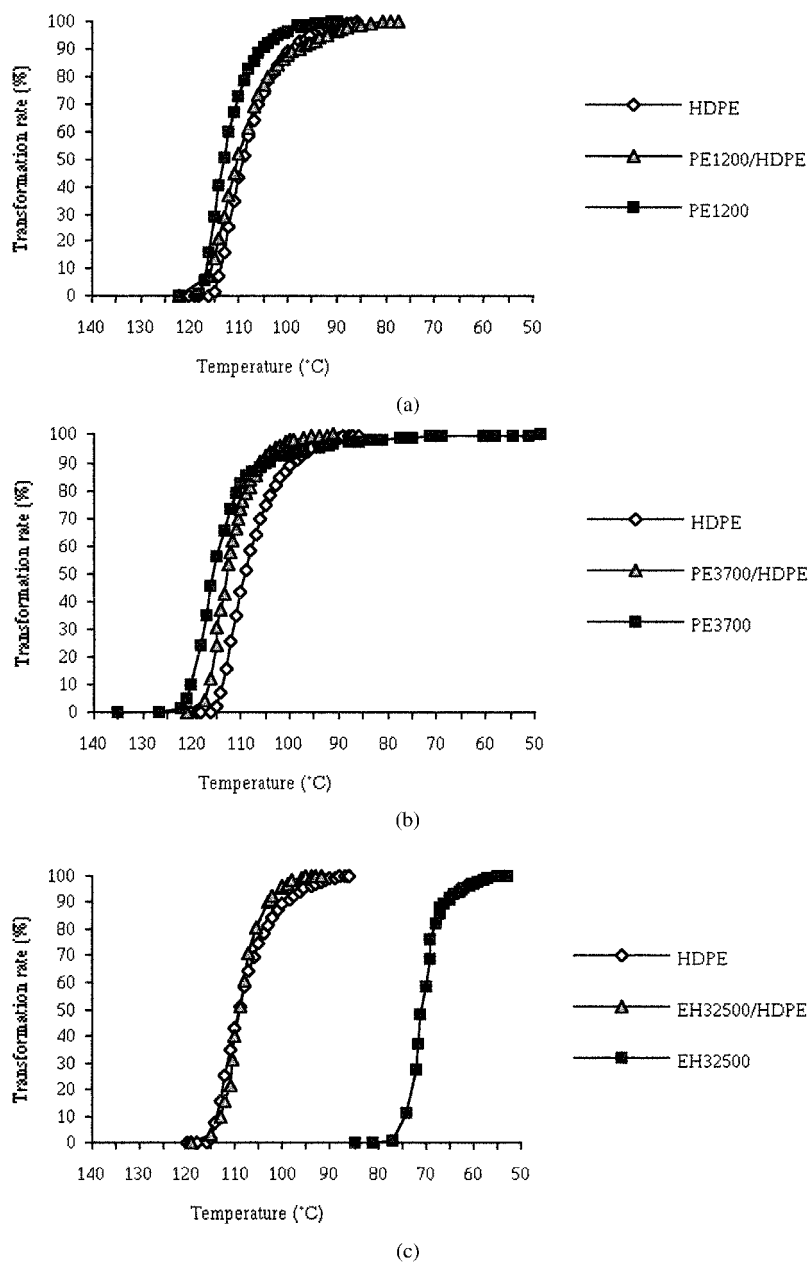 100
90
80
70
60
50
40
30
20
10
0
Transformation rate (%)
140 130 120 110 100 90 80 70 60 50
Temperature (°C)
HDPE
PE1200/HDPE
PE1200
(a)
100
90
80
70
60
50
40
30
20
10
0
Transformation rate (%)
140 130 120 110 100 90 80 70 60 50
Temperature (°C)
HDPE
PE3700/HDPE
PE3700
(b)
100
90
80
70
60
50
40
30
20
10
0
Transformation rate (%)
140 130 120 110 100 90 80 70 60 50
Temperature (°C)
HDPE
EH32500/HDPE
EH32500
(c)